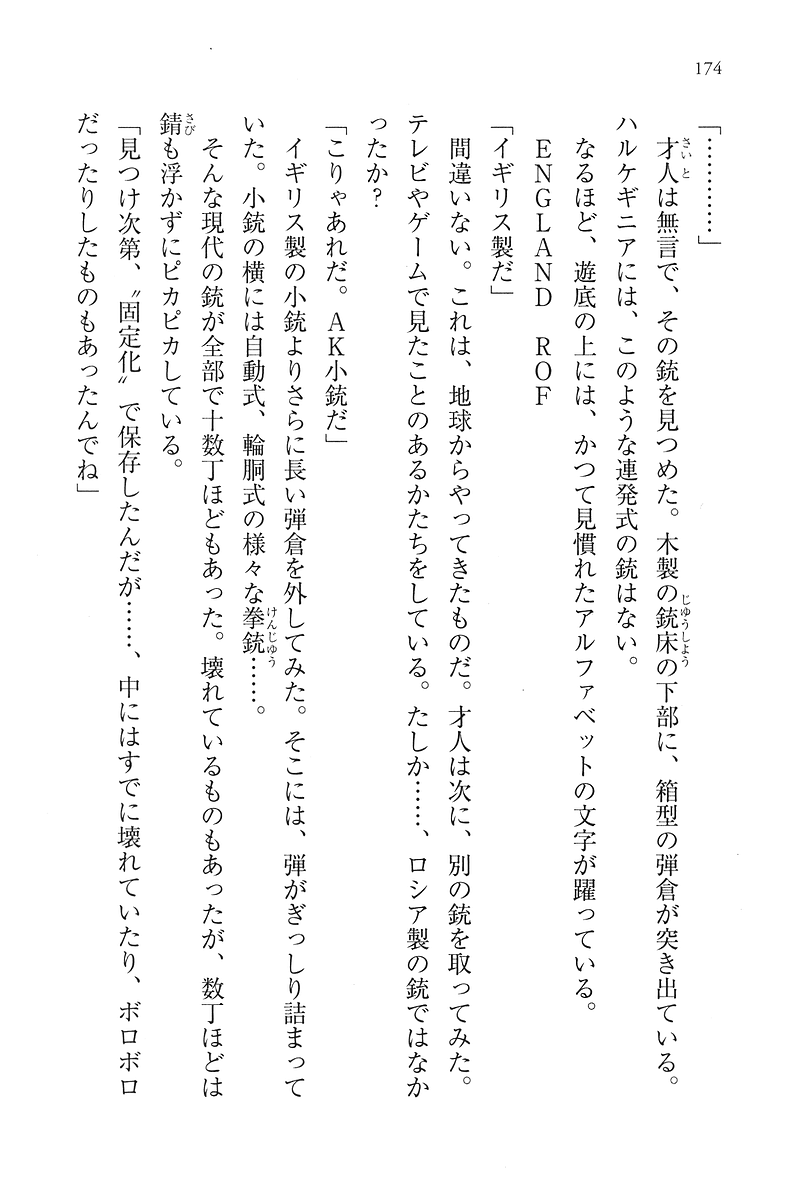 174
「…………」
　才人は無言で、その銃を見つめた。木製の銃床の下部に、箱型の弾倉が突き出ている。
ハルケギニアには、このような連発式の銃はない。
　なるほど、遊底の上には、かつて見慣れたアルファベットの文字が躍っている。
　ＥＮＧＬＡＮＤ　ＲＯＦ
「イギリス製だ」
　間違いない。これは、地球からやってきたものだ。才人は次に、別の銃を取ってみた。
テレビやゲームで見たことのあるかたちをしている。たしか……、ロシア製の銃ではなか
ったか？
「こりゃあれだ。ＡＫ小銃だ」
　イギリス製の小銃よりさらに長い弾倉を外してみた。そこには、弾がぎっしり詰まって
いた。小銃の横には自動式、輪胴式の様々な拳銃……。
　そんな現代の銃が全部で十数丁ほどもあった。壊れているものもあったが、数丁ほどは
錆も浮かずにピカピカしている。
「見つけ次第、〝固定化〟で保存したんだが……、中にはすでに壊れていたり、ボロボロ
だったりしたものもあったんでね」